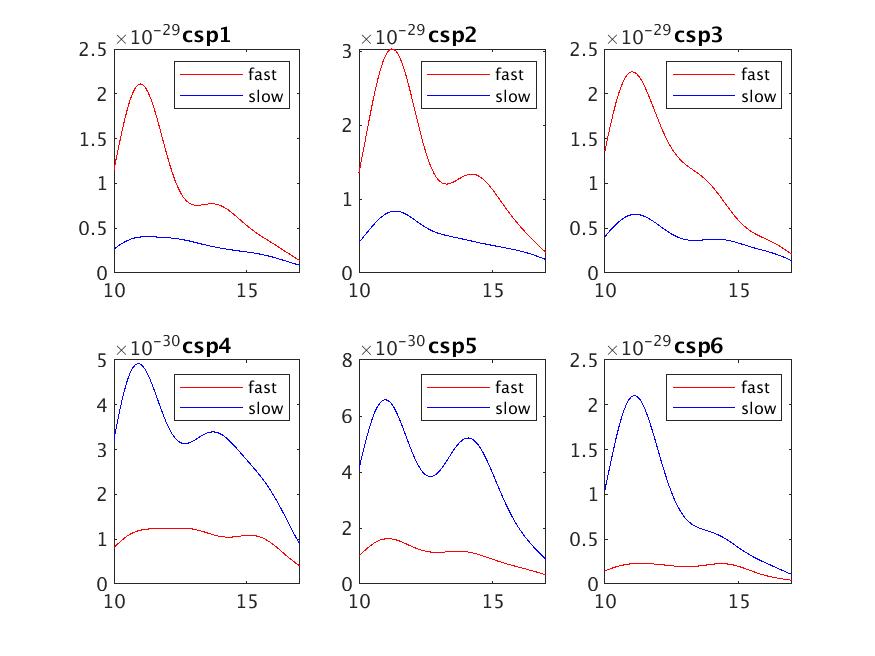 ×10⁻²⁹ csp1
2.5
2
1.5
1
0.5
0
10 15
fast
slow
×10⁻²⁹ csp2
3
2
1
0
10 15
fast
slow
×10⁻²⁹ csp3
2.5
2
1.5
1
0.5
0
10 15
fast
slow
×10⁻³⁰ csp4
5
4
3
2
1
0
10 15
fast
slow
×10⁻³⁰ csp5
8
6
4
2
0
10 15
fast
slow
×10⁻²⁹ csp6
2.5
2
1.5
1
0.5
0
10 15
fast
slow